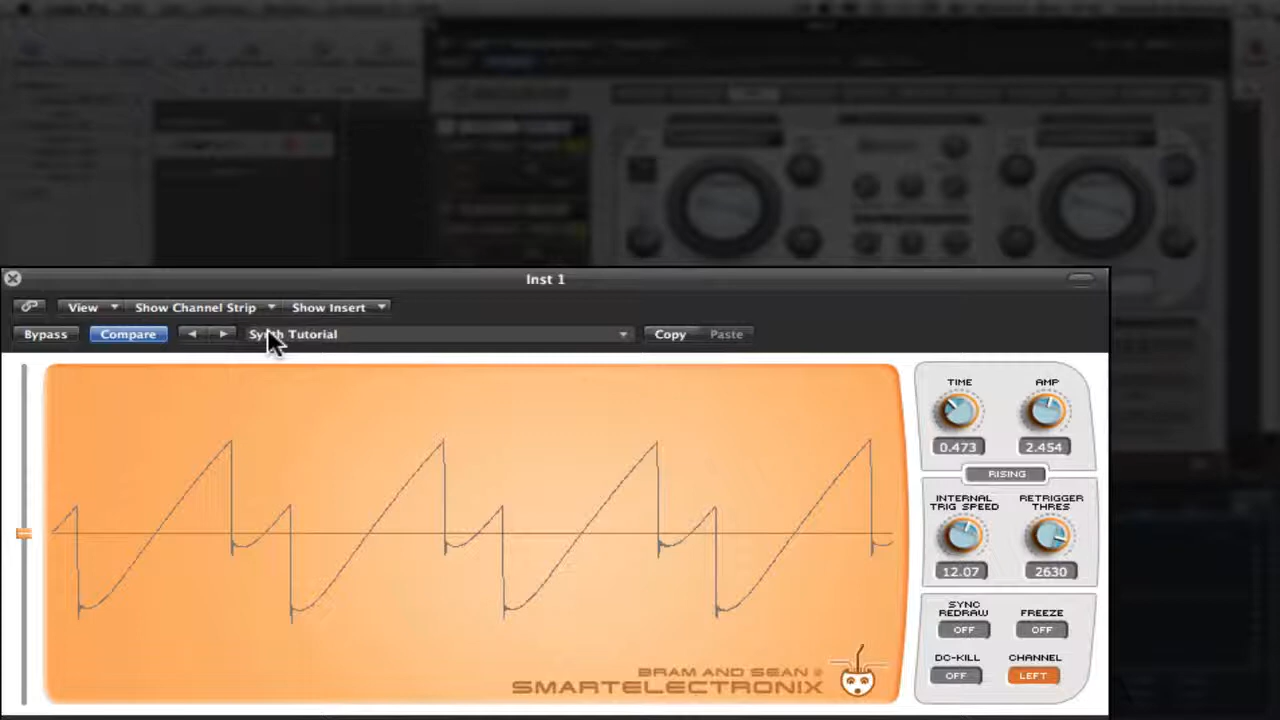 Inst 1
View Show Channel Strip Show Insert
Bypass Compare Synth Tutorial Copy Paste
TIME AMP
0.473 2.454
RISING
INTERNAL TRIG SPEED RETRIGGER THRES
12.07 2630
SYNC REDRAW FREEZE
OFF OFF
DC-KILL CHANNEL
OFF LEFT
BRAM AND SEAN @
SMARTELECTRONIX